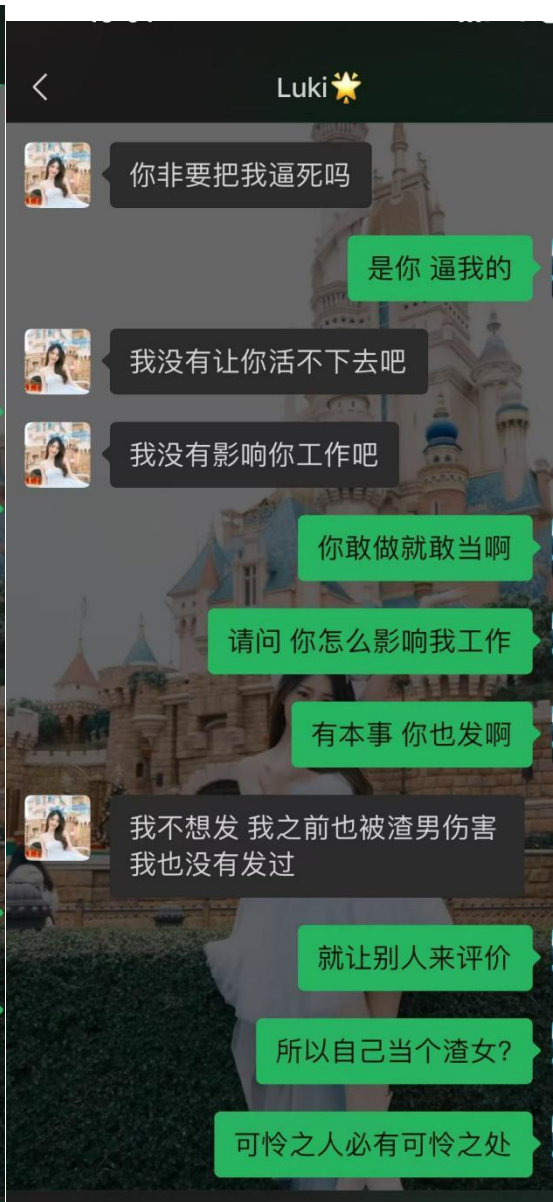 Luki🌟
你非要把我逼死吗
是你 逼我的
我没有让你活不下去吧
我没有影响你工作吧
你敢做就敢当啊
请问 你怎么影响我工作
有本事 你也发啊
我不想发 我之前也被渣男伤害
我也没有发过
就让别人来评价
所以自己当个渣女?
可怜之人必有可怜之处